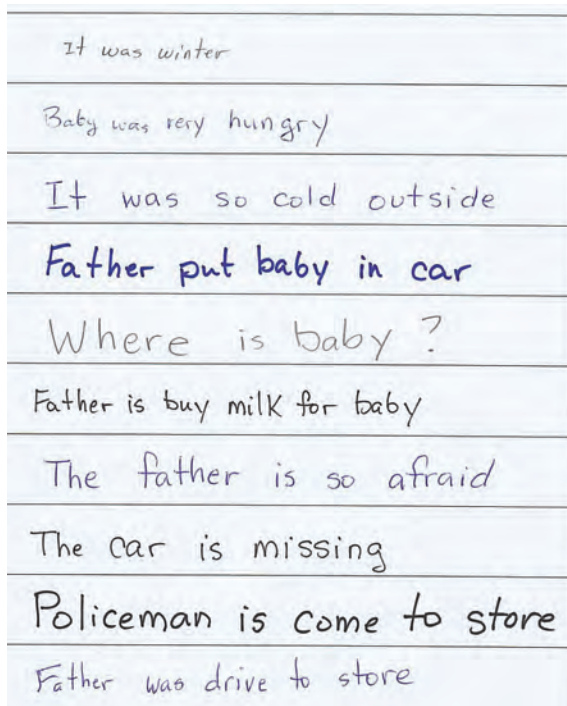 It was winter
Baby was very hungry
It was so cold outside
Father put baby in car
Where is baby ?
Father is buy milk for baby
The father is so afraid
The car is missing
Policeman is come to store
Father was drive to store